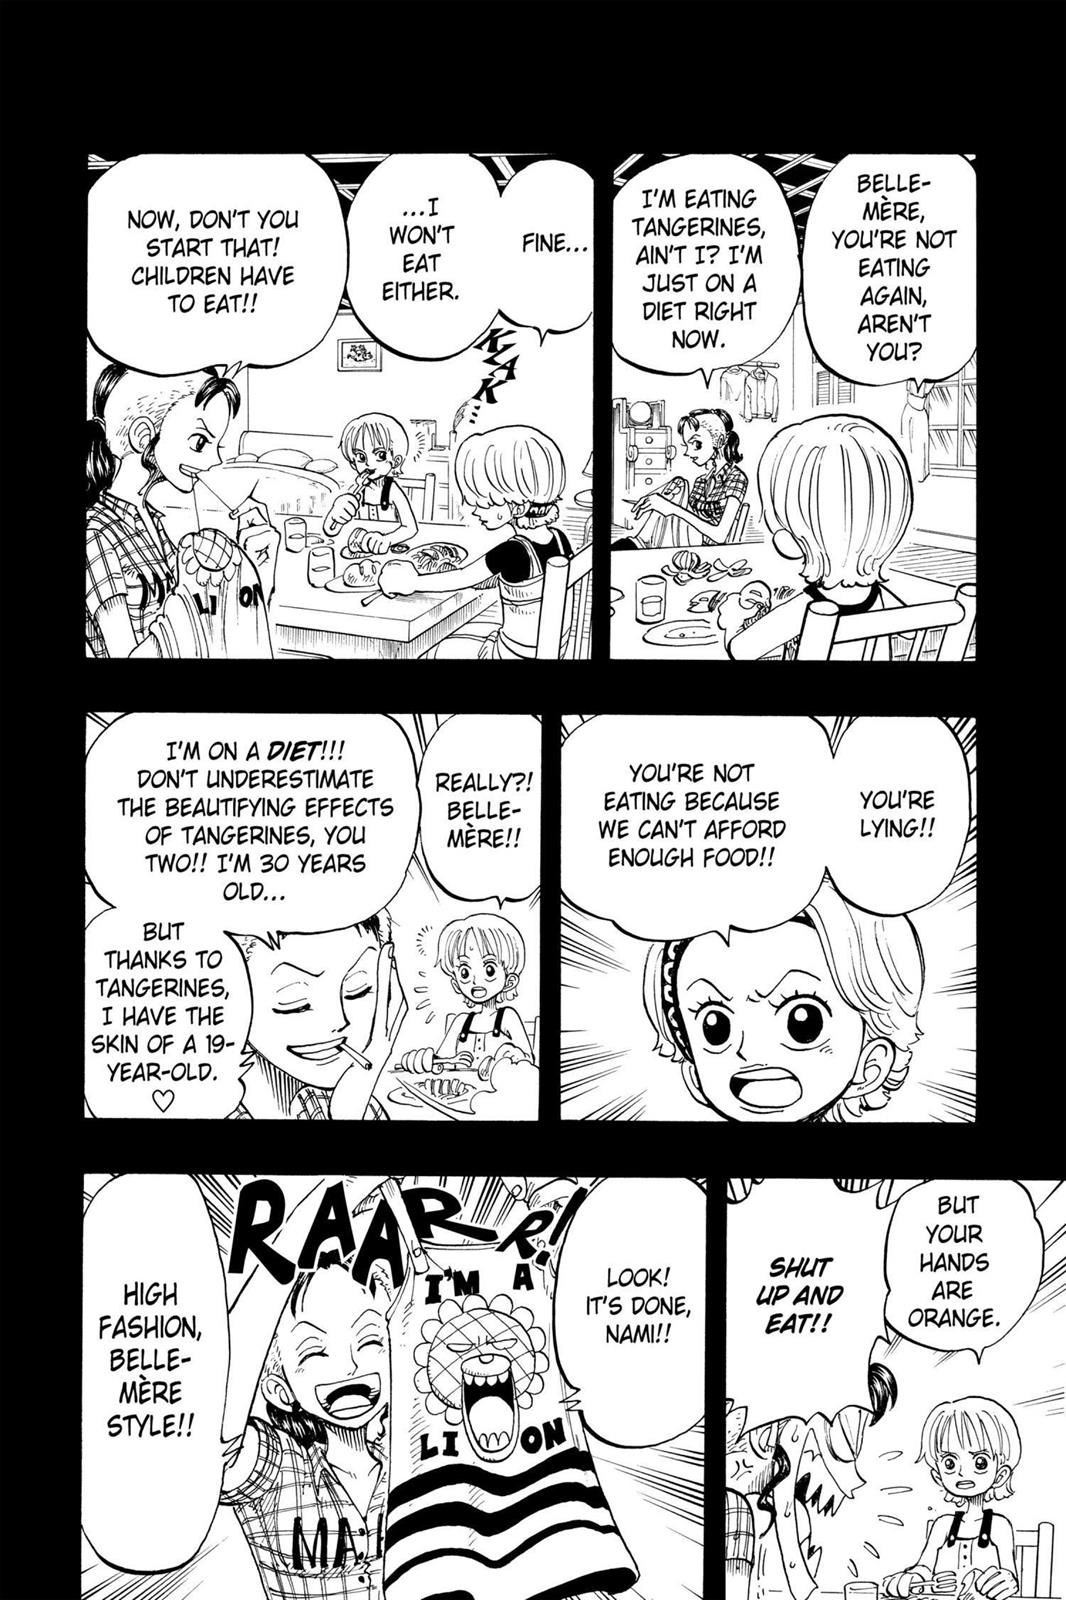 BELLE-
MÈRE,
YOU'RE NOT
EATING
AGAIN,
AREN'T
YOU?
I'M EATING
TANGERINES,
AIN'T I? I'M
JUST ON A
DIET RIGHT
NOW.
FINE...
...I
WON'T
EAT
EITHER.
KLAK...
NOW, DON'T YOU
START THAT!
CHILDREN HAVE
TO EAT!!
LION
YOU'RE
LYING!!
YOU'RE NOT
EATING BECAUSE
WE CAN'T AFFORD
ENOUGH FOOD!!
REALLY?!
BELLE-
MÈRE!!
I'M ON A DIET!!!
DON'T UNDERESTIMATE
THE BEAUTIFYING EFFECTS
OF TANGERINES, YOU
TWO!! I'M 30 YEARS
OLD...
BUT
THANKS TO
TANGERINES,
I HAVE THE
SKIN OF A 19-
YEAR-OLD.
♡
BUT
YOUR
HANDS
ARE
ORANGE.
SHUT
UP AND
EAT!!
LOOK!
IT'S DONE,
NAMI!!
RAARR!
I'M A
LION
MA
HIGH
FASHION,
BELLE-
MÈRE
STYLE!!